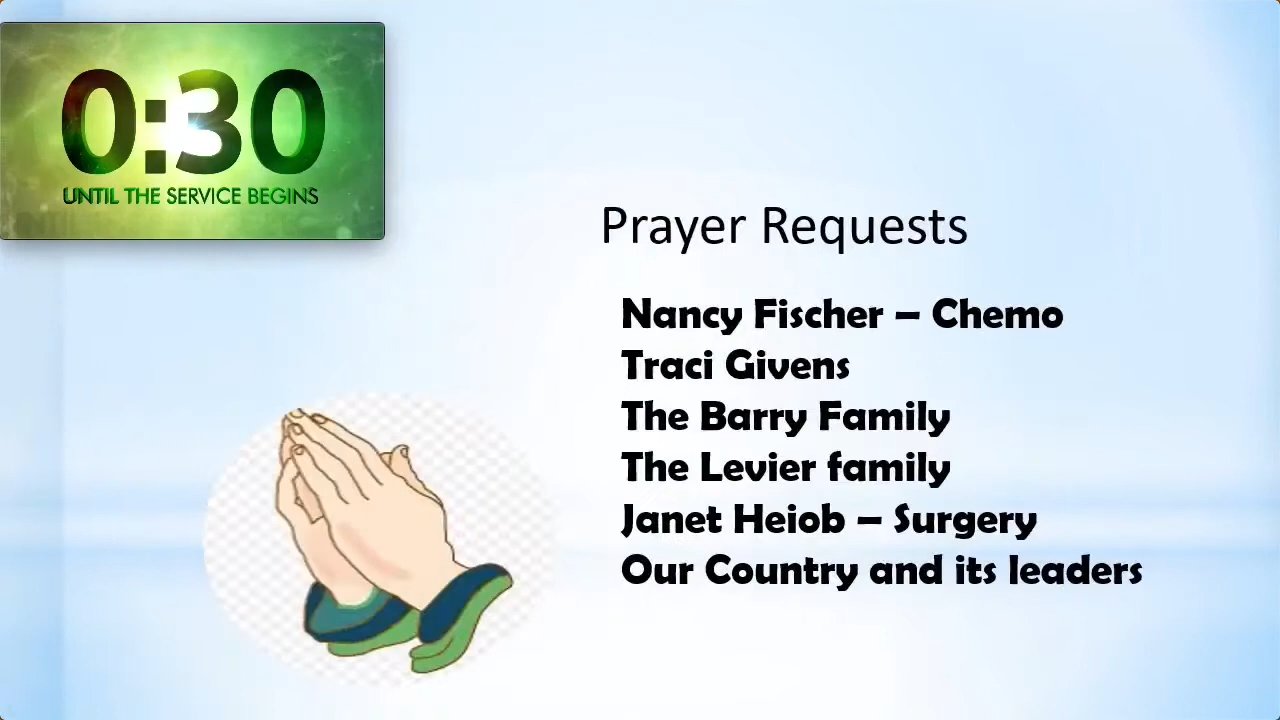 0:30
UNTIL THE SERVICE BEGINS
Prayer Requests
Nancy Fischer – Chemo
Traci Givens
The Barry Family
The Levier family
Janet Heiob – Surgery
Our Country and its leaders